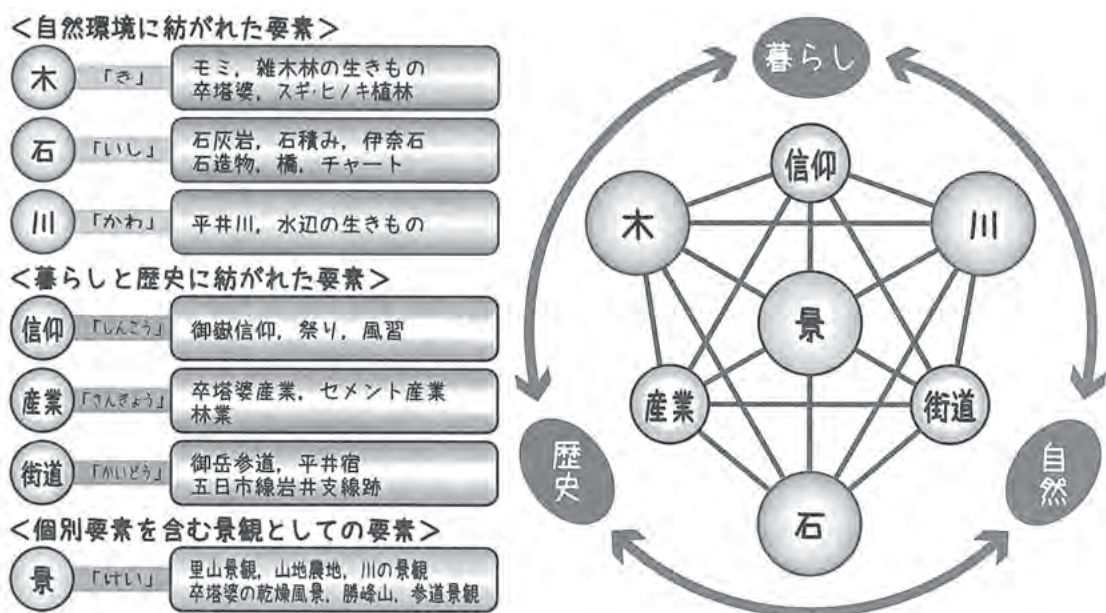 ＜自然環境に紡がれた要素＞
木
「き」
モミ，雑木林の生きもの
卒塔婆，スギ･ヒノキ植林
石
「いし」
石灰岩，石積み，伊奈石
石造物，橋，チャート
川
「かわ」
平井川，水辺の生きもの
＜暮らしと歴史に紡がれた要素＞
信仰
「しんこう」
御嶽信仰，祭り，風習
産業
「さんぎょう」
卒塔婆産業，セメント産業
林業
街道
「かいどう」
御岳参道，平井宿
五日市線岩井支線跡
＜個別要素を含む景観としての要素＞
景
「けい」
里山景観，山地農地，川の景観
卒塔婆の乾燥風景，勝峰山，参道景観
暮らし
信仰
木
川
景
産業
街道
石
歴史
自然